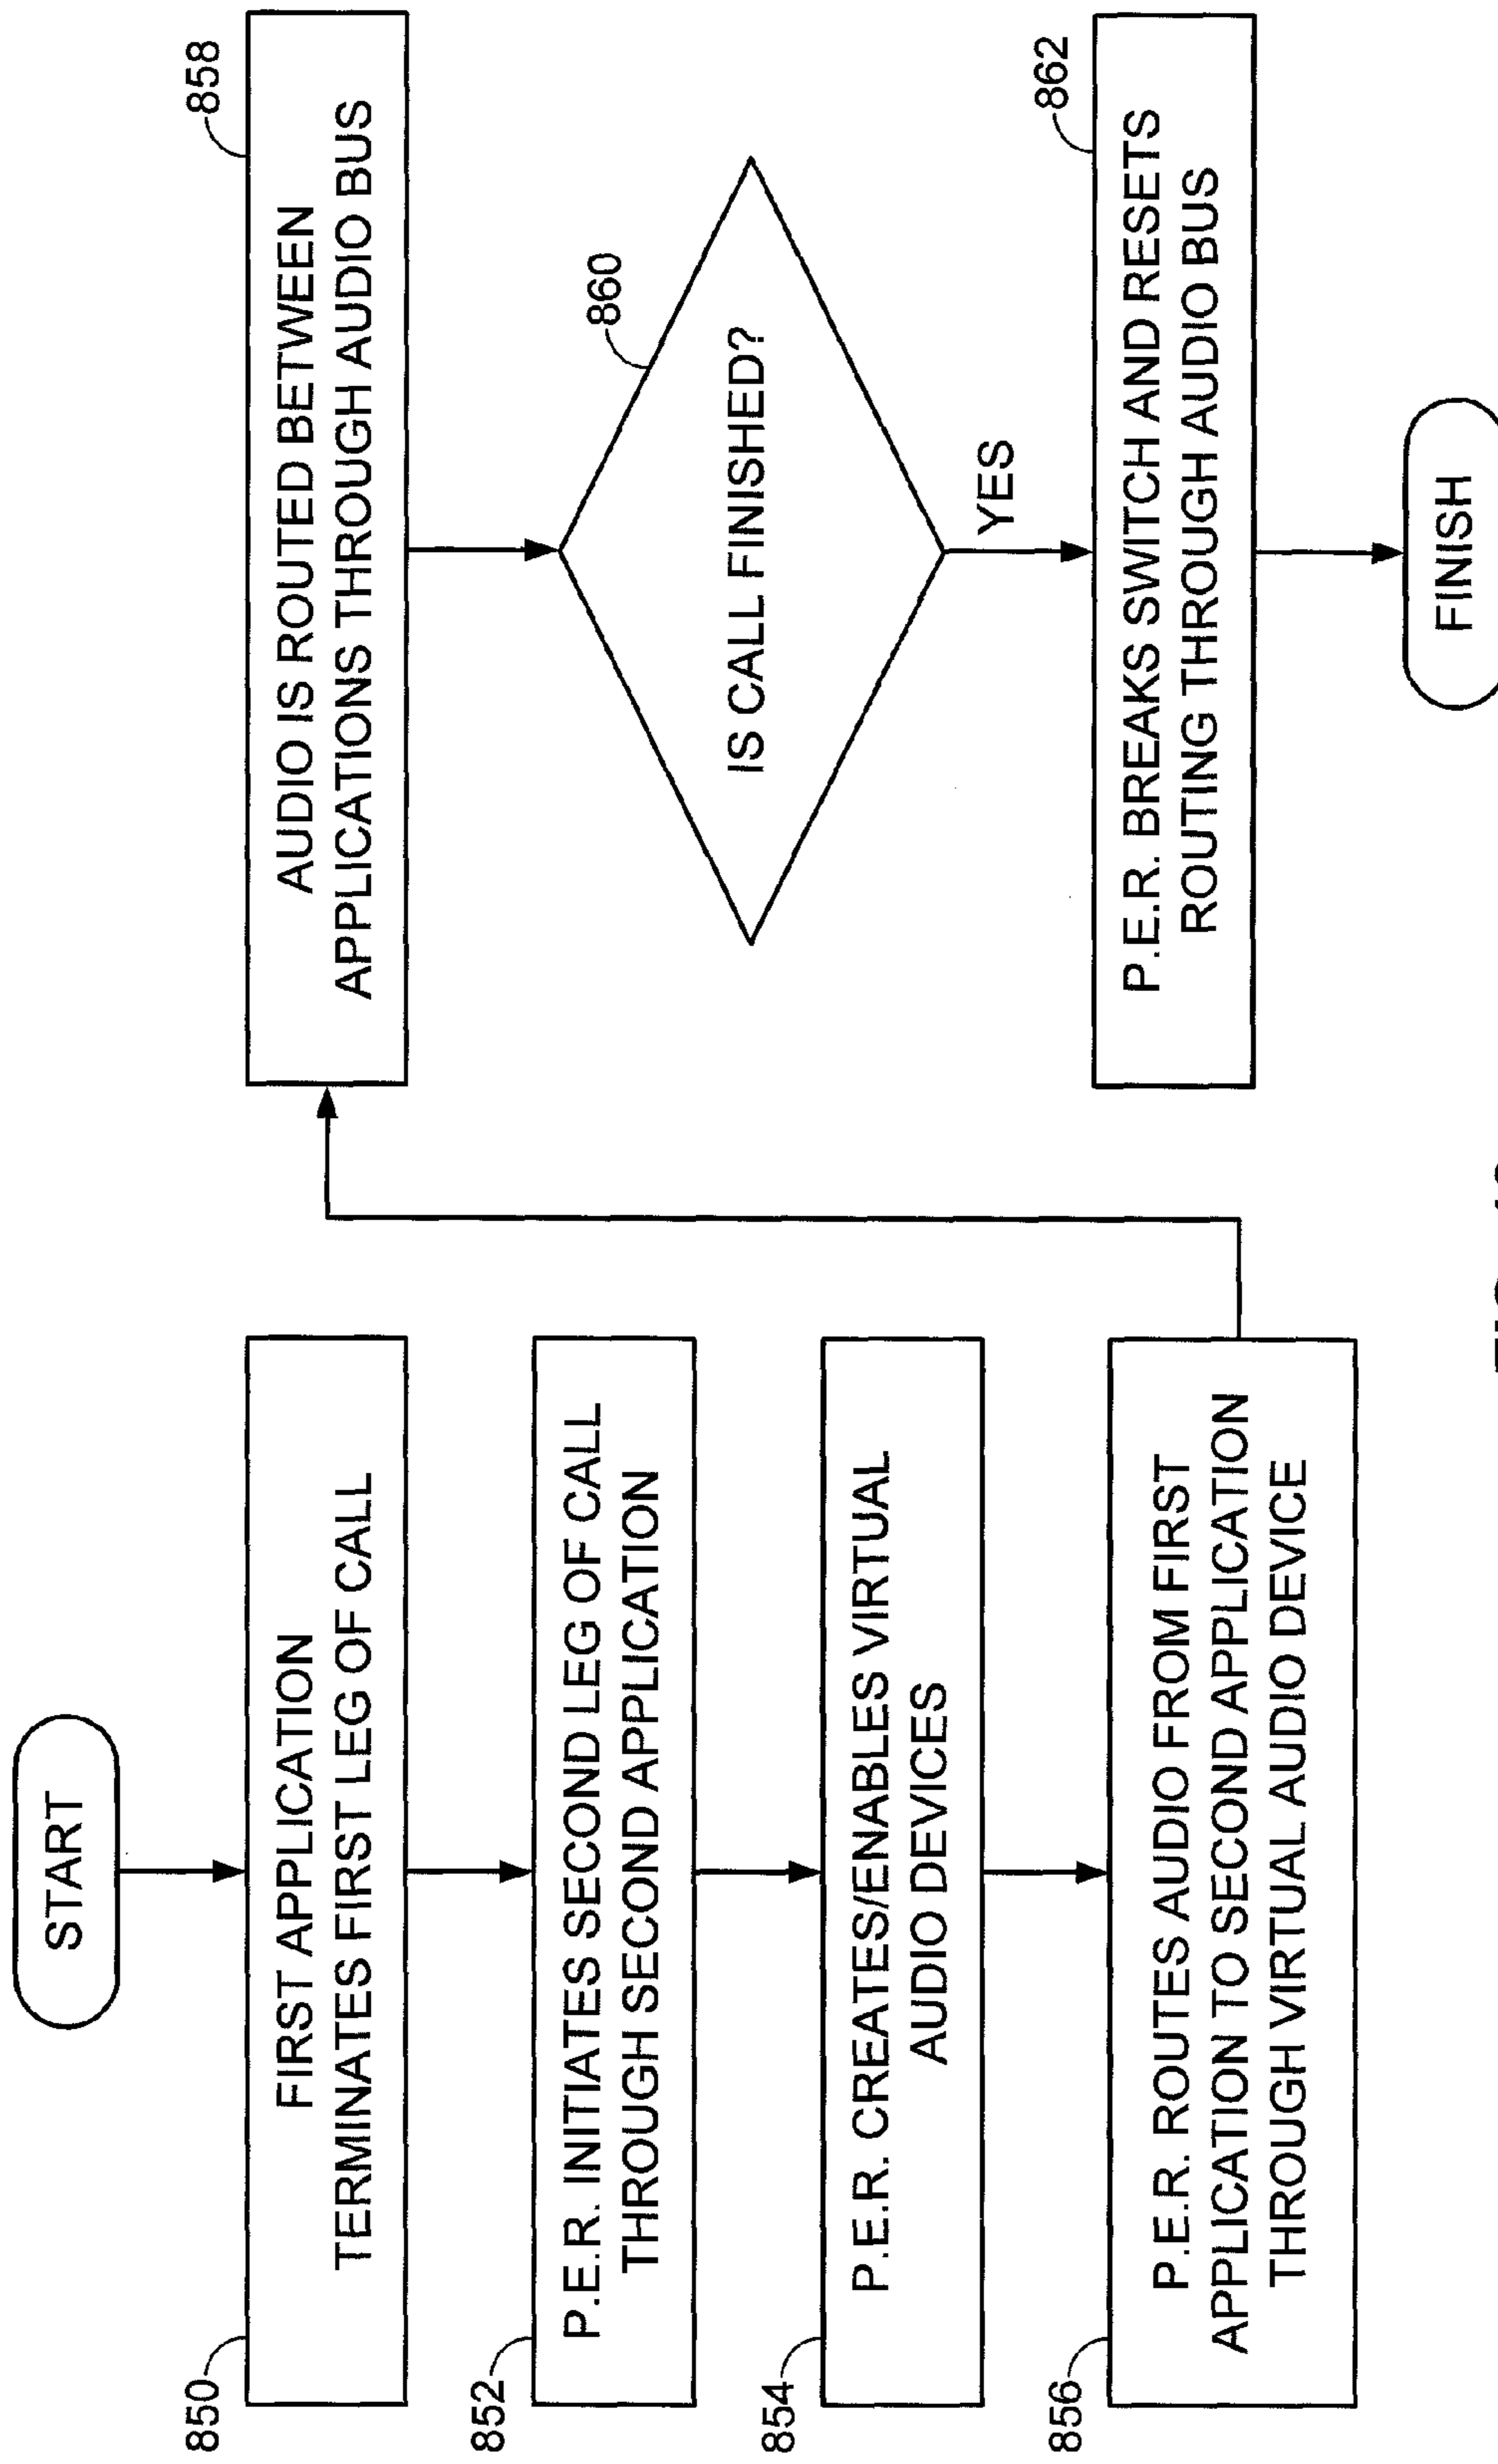 START
850
FIRST APPLICATION
TERMINATES FIRST LEG OF CALL
852
P.E.R. INITIATES SECOND LEG OF CALL
THROUGH SECOND APPLICATION
854
P.E.R. CREATES/ENABLES VIRTUAL
AUDIO DEVICES
856
P.E.R. ROUTES AUDIO FROM FIRST
APPLICATION TO SECOND APPLICATION
THROUGH VIRTUAL AUDIO DEVICE
858
AUDIO IS ROUTED BETWEEN
APPLICATIONS THROUGH AUDIO BUS
860
IS CALL FINISHED?
YES
862
P.E.R. BREAKS SWITCH AND RESETS
ROUTING THROUGH AUDIO BUS
FINISH